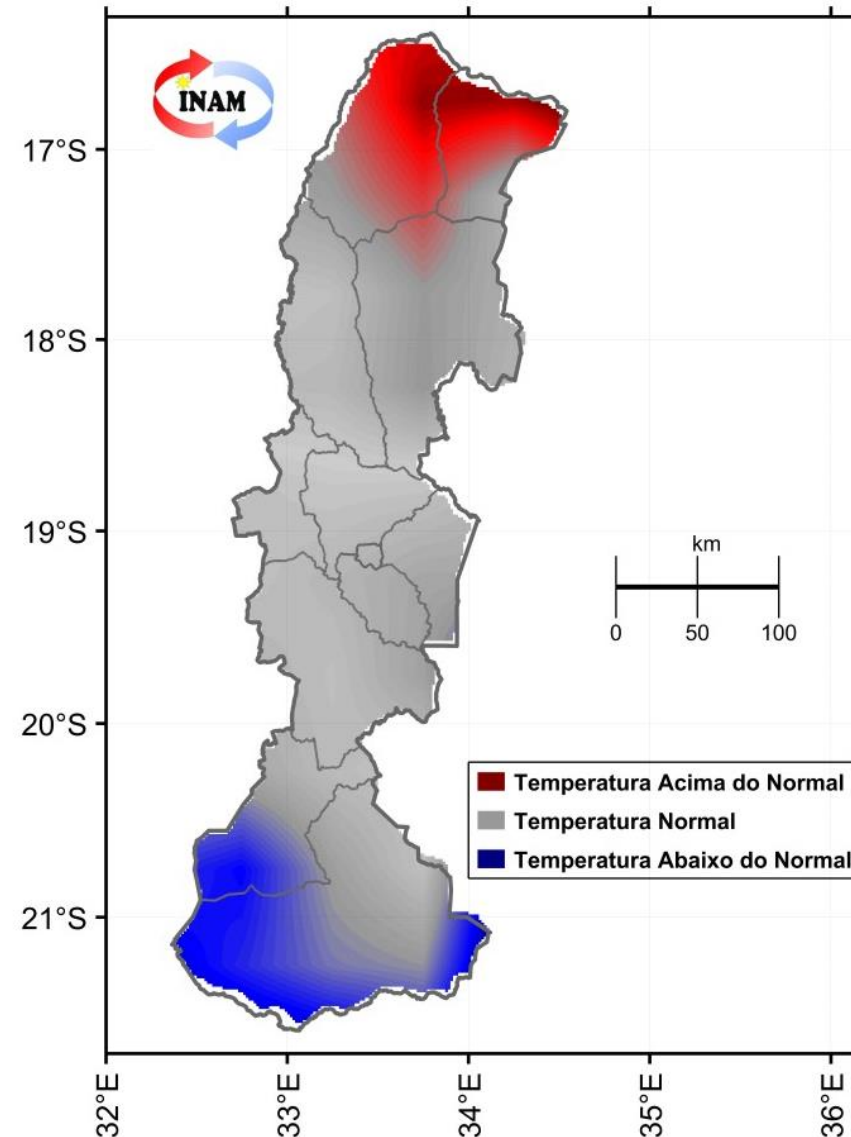 INAM
17°S
18°S
19°S
20°S
21°S
km
0 50 100
Temperatura Acima do Normal
Temperatura Normal
Temperatura Abaixo do Normal
32°E
33°E
34°E
35°E
36°E